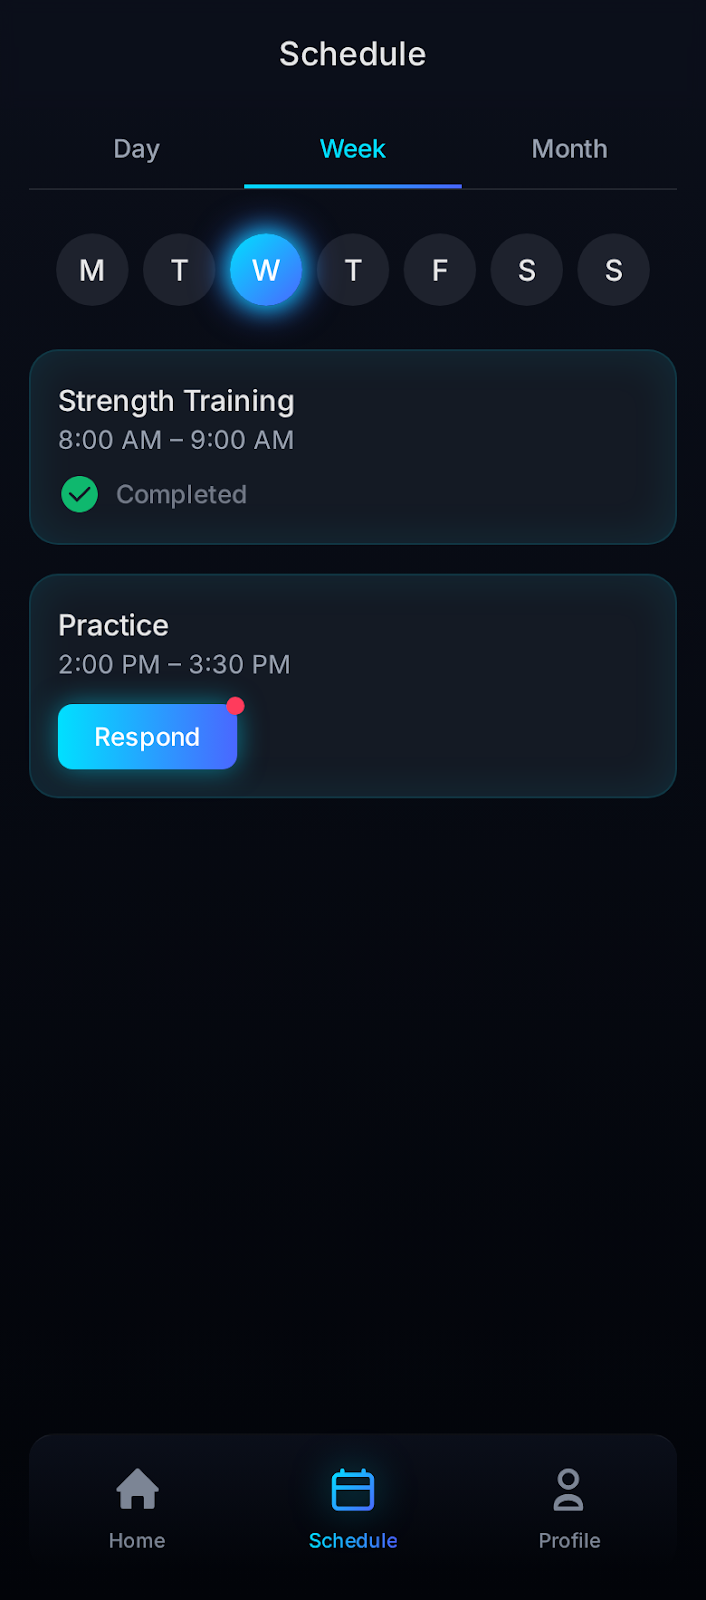 Schedule
Day Week Month
M T W T F S S
Strength Training
8:00 AM – 9:00 AM
Completed
Practice
2:00 PM – 3:30 PM
Respond
Home Schedule Profile